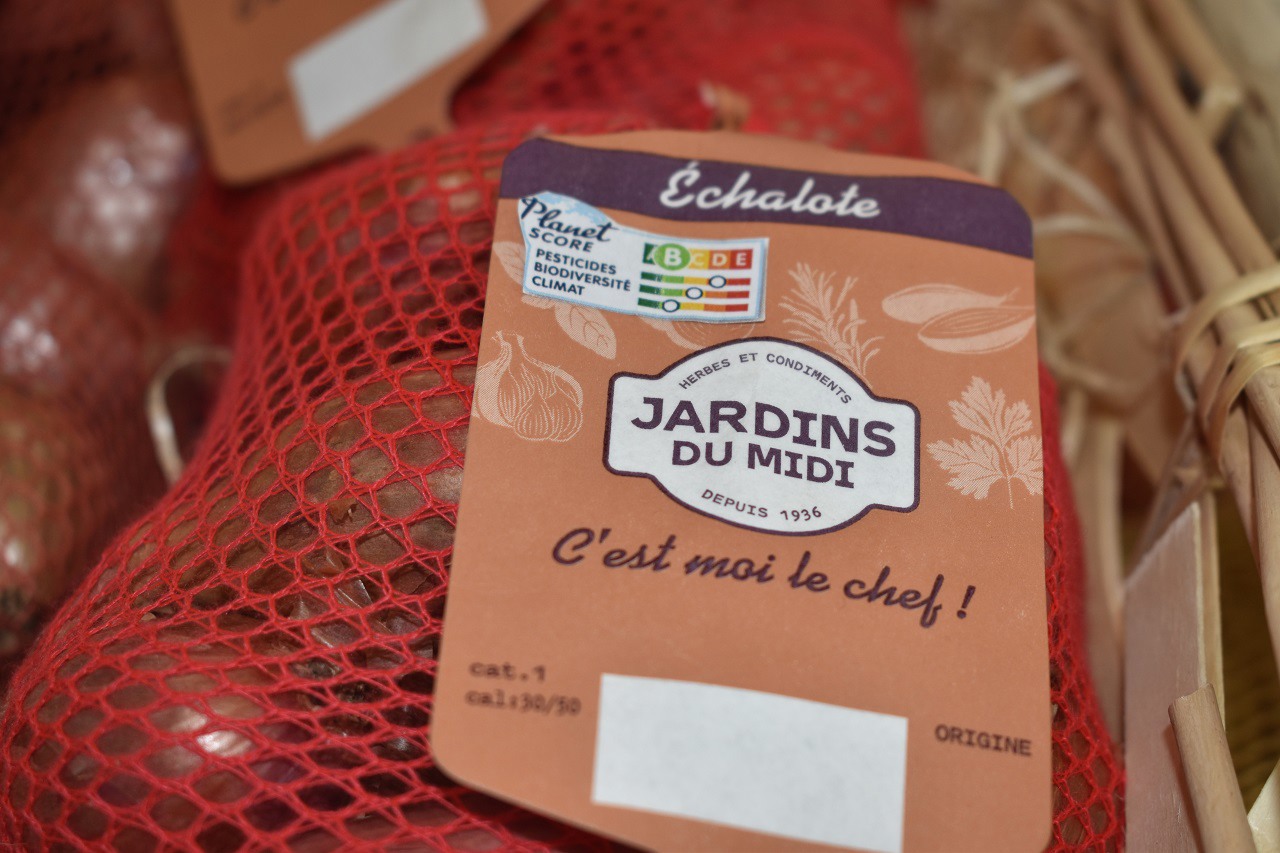 Échalote
Planet
SCORE
PESTICIDES
BIODIVERSITÉ
CLIMAT
A B C D E
HERBES ET CONDIMENTS
JARDINS
DU MIDI
DEPUIS 1936
C'est moi le chef !
cat.1
cal:30/50
ORIGINE